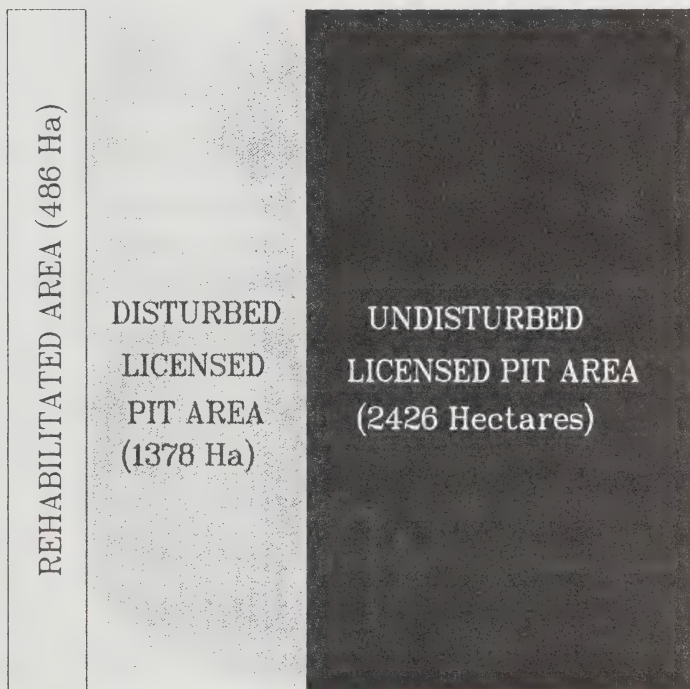 REHABILITATED AREA (486 Ha)
DISTURBED
LICENSED
PIT AREA
(1378 Ha)
UNDISTURBED
LICENSED PIT AREA
(2426 Hectares)